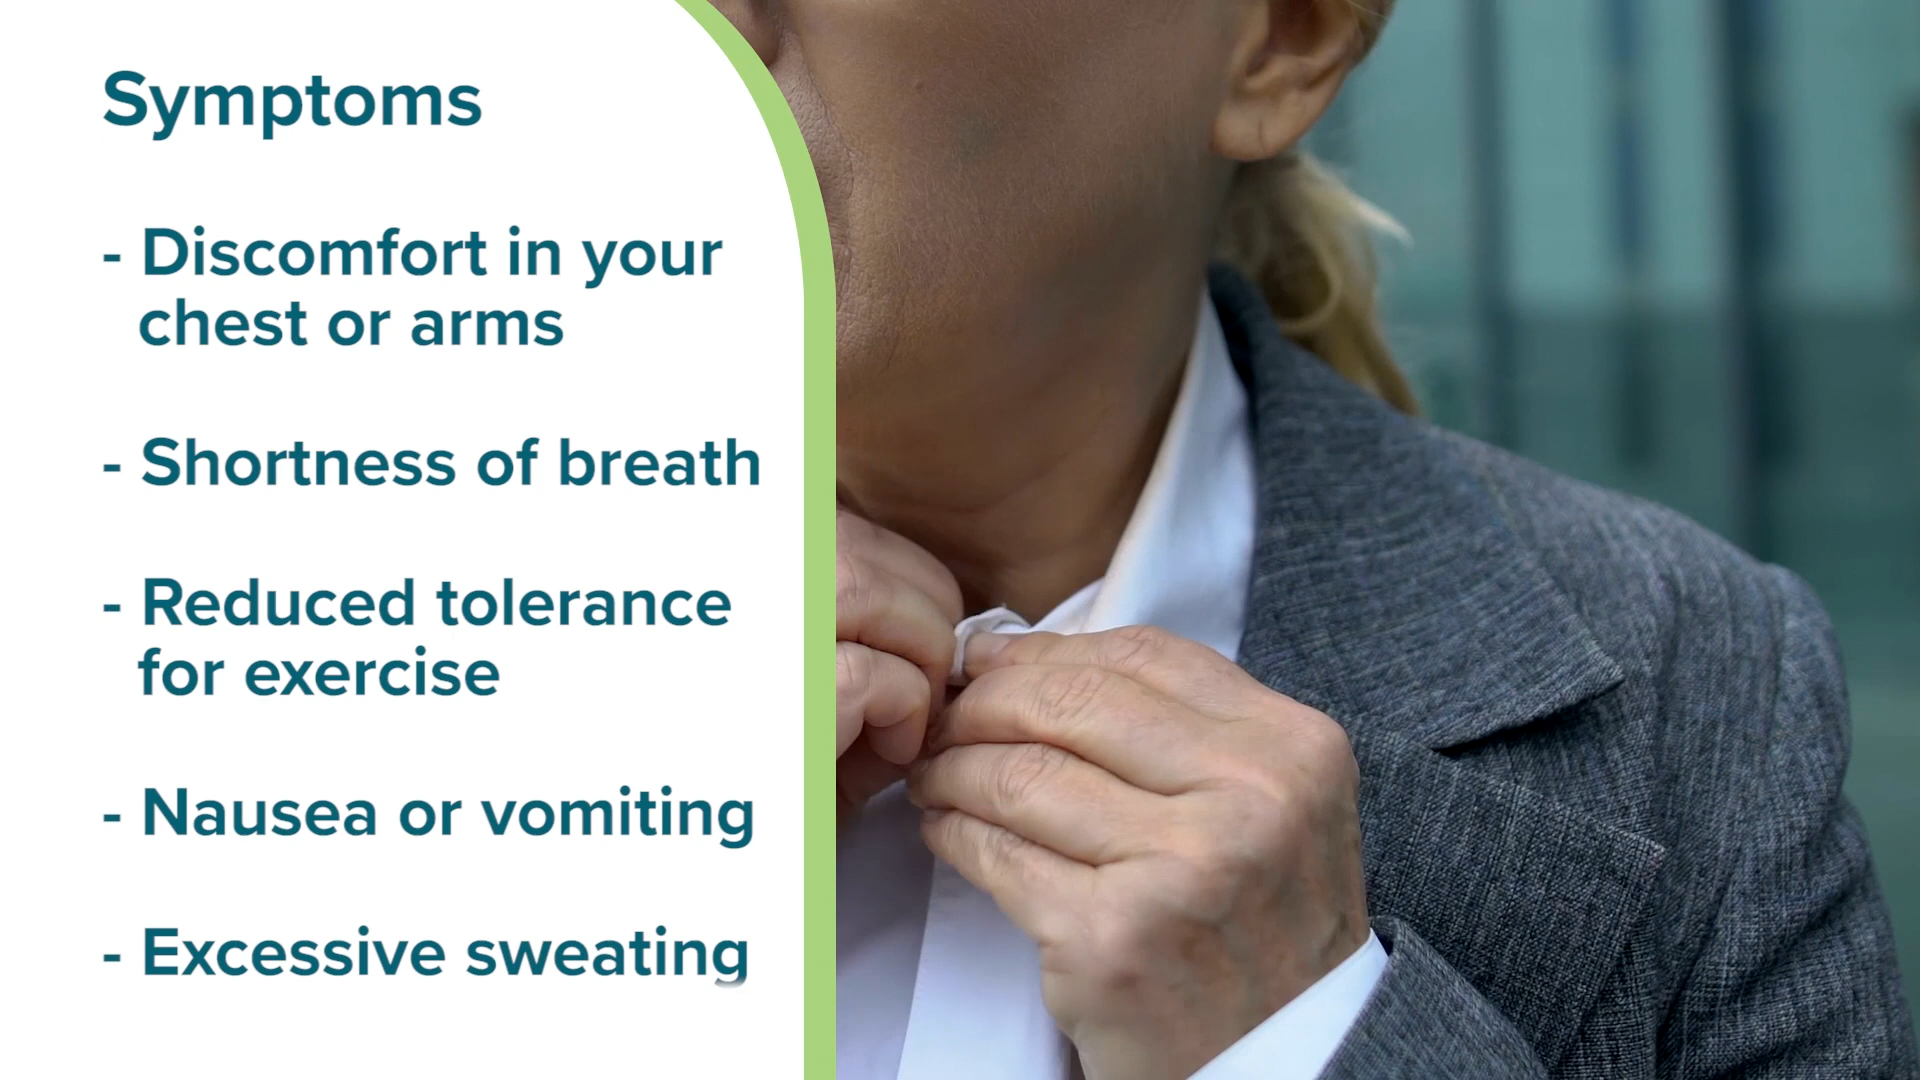 Symptoms
- Discomfort in your
chest or arms
- Shortness of breath
- Reduced tolerance
for exercise
- Nausea or vomiting
- Excessive sweating